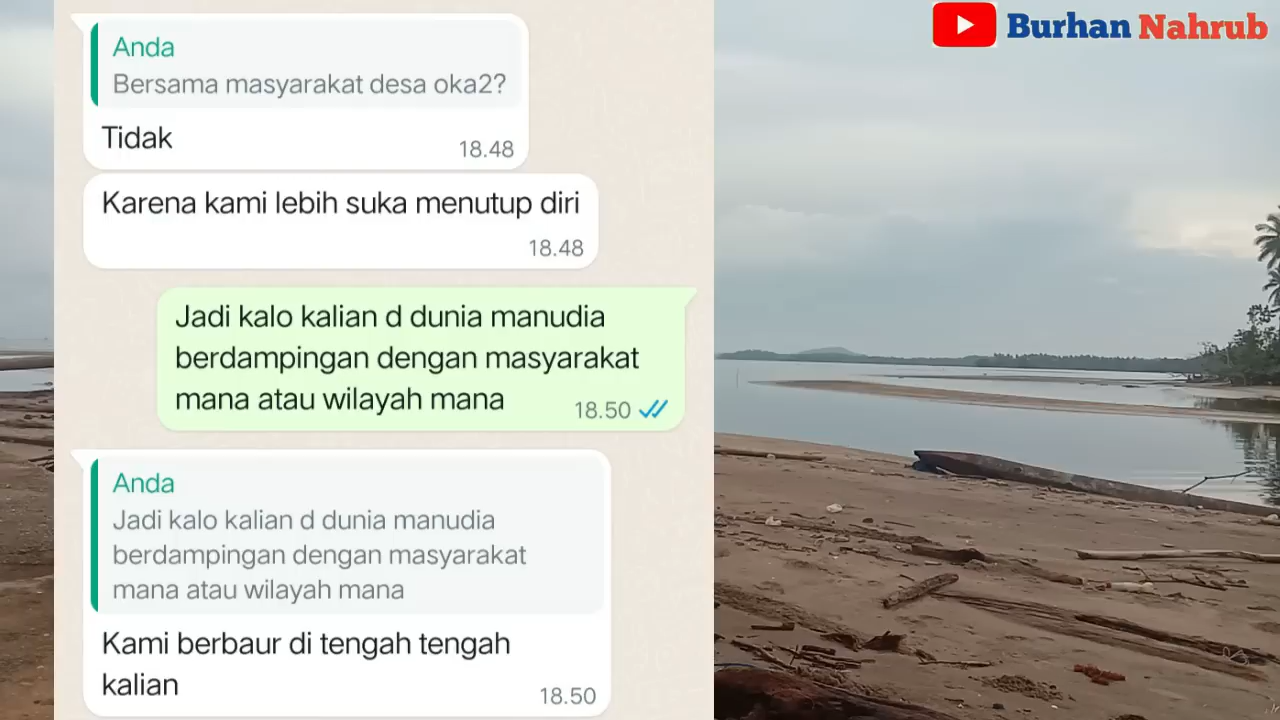 Burhan Nahrub
Anda
Bersama masyarakat desa oka2?
Tidak
18.48
Karena kami lebih suka menutup diri
18.48
Jadi kalo kalian d dunia manudia
berdampingan dengan masyarakat
mana atau wilayah mana
18.50
Anda
Jadi kalo kalian d dunia manudia
berdampingan dengan masyarakat
mana atau wilayah mana
Kami berbaur di tengah tengah
kalian
18.50